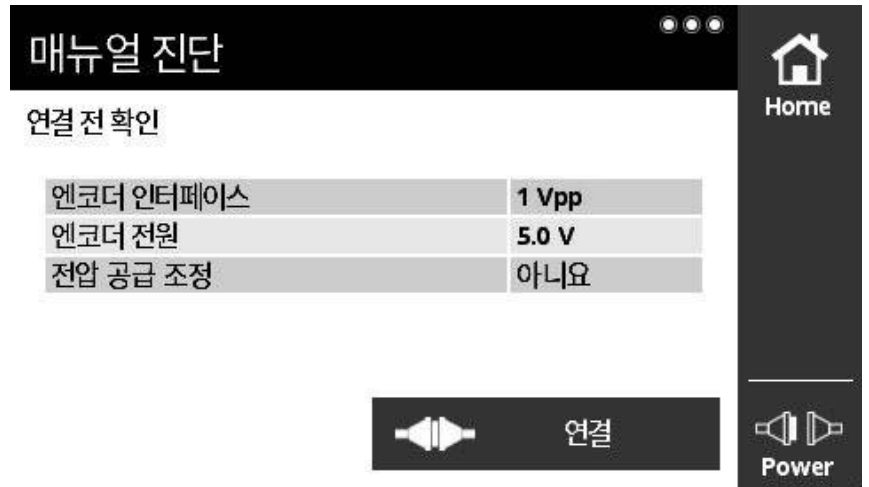 매뉴얼 진단
Home
연결 전 확인
엔코더 인터페이스 1 Vpp
엔코더 전원 5.0 V
전압 공급 조정 아니요
연결
Power